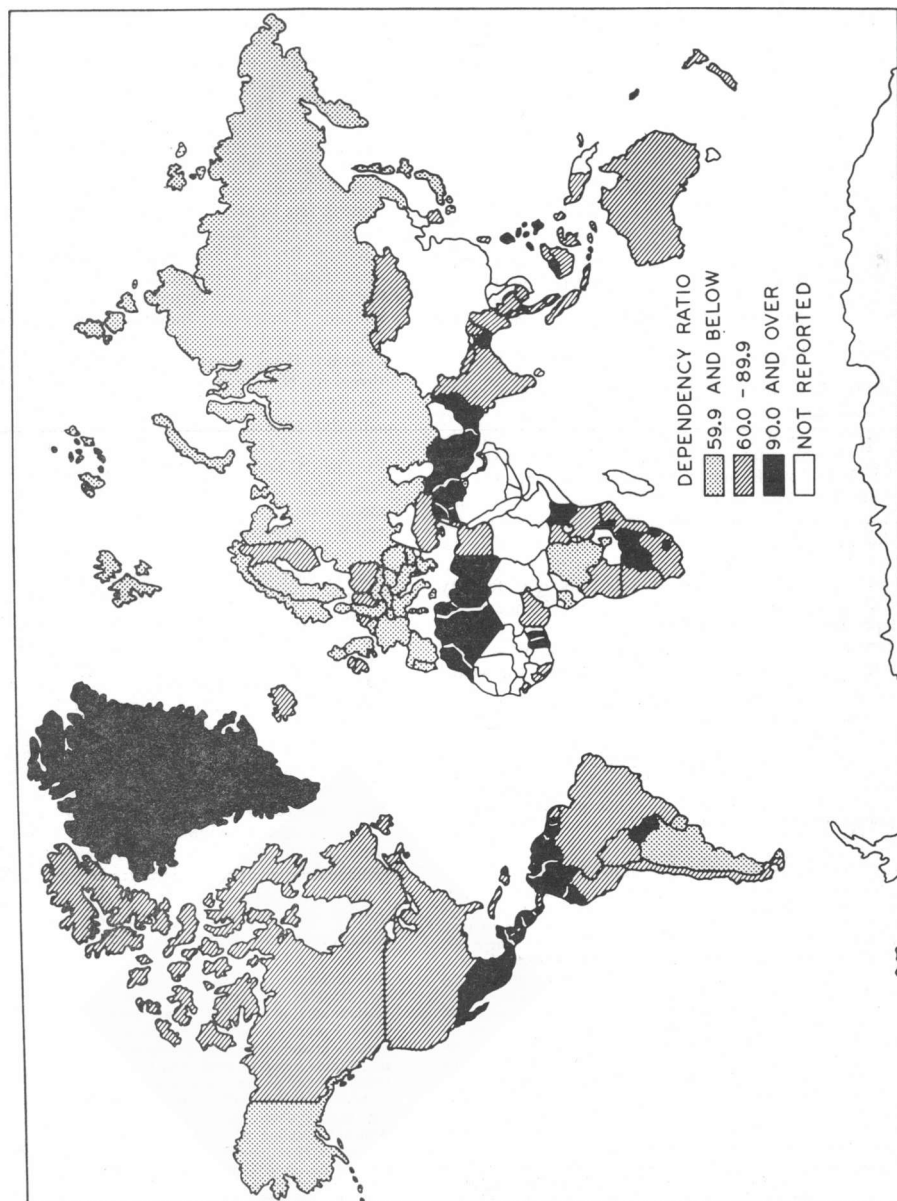 DEPENDENCY RATIO
59.9 AND BELOW
60.0 - 89.9
90.0 AND OVER
NOT REPORTED